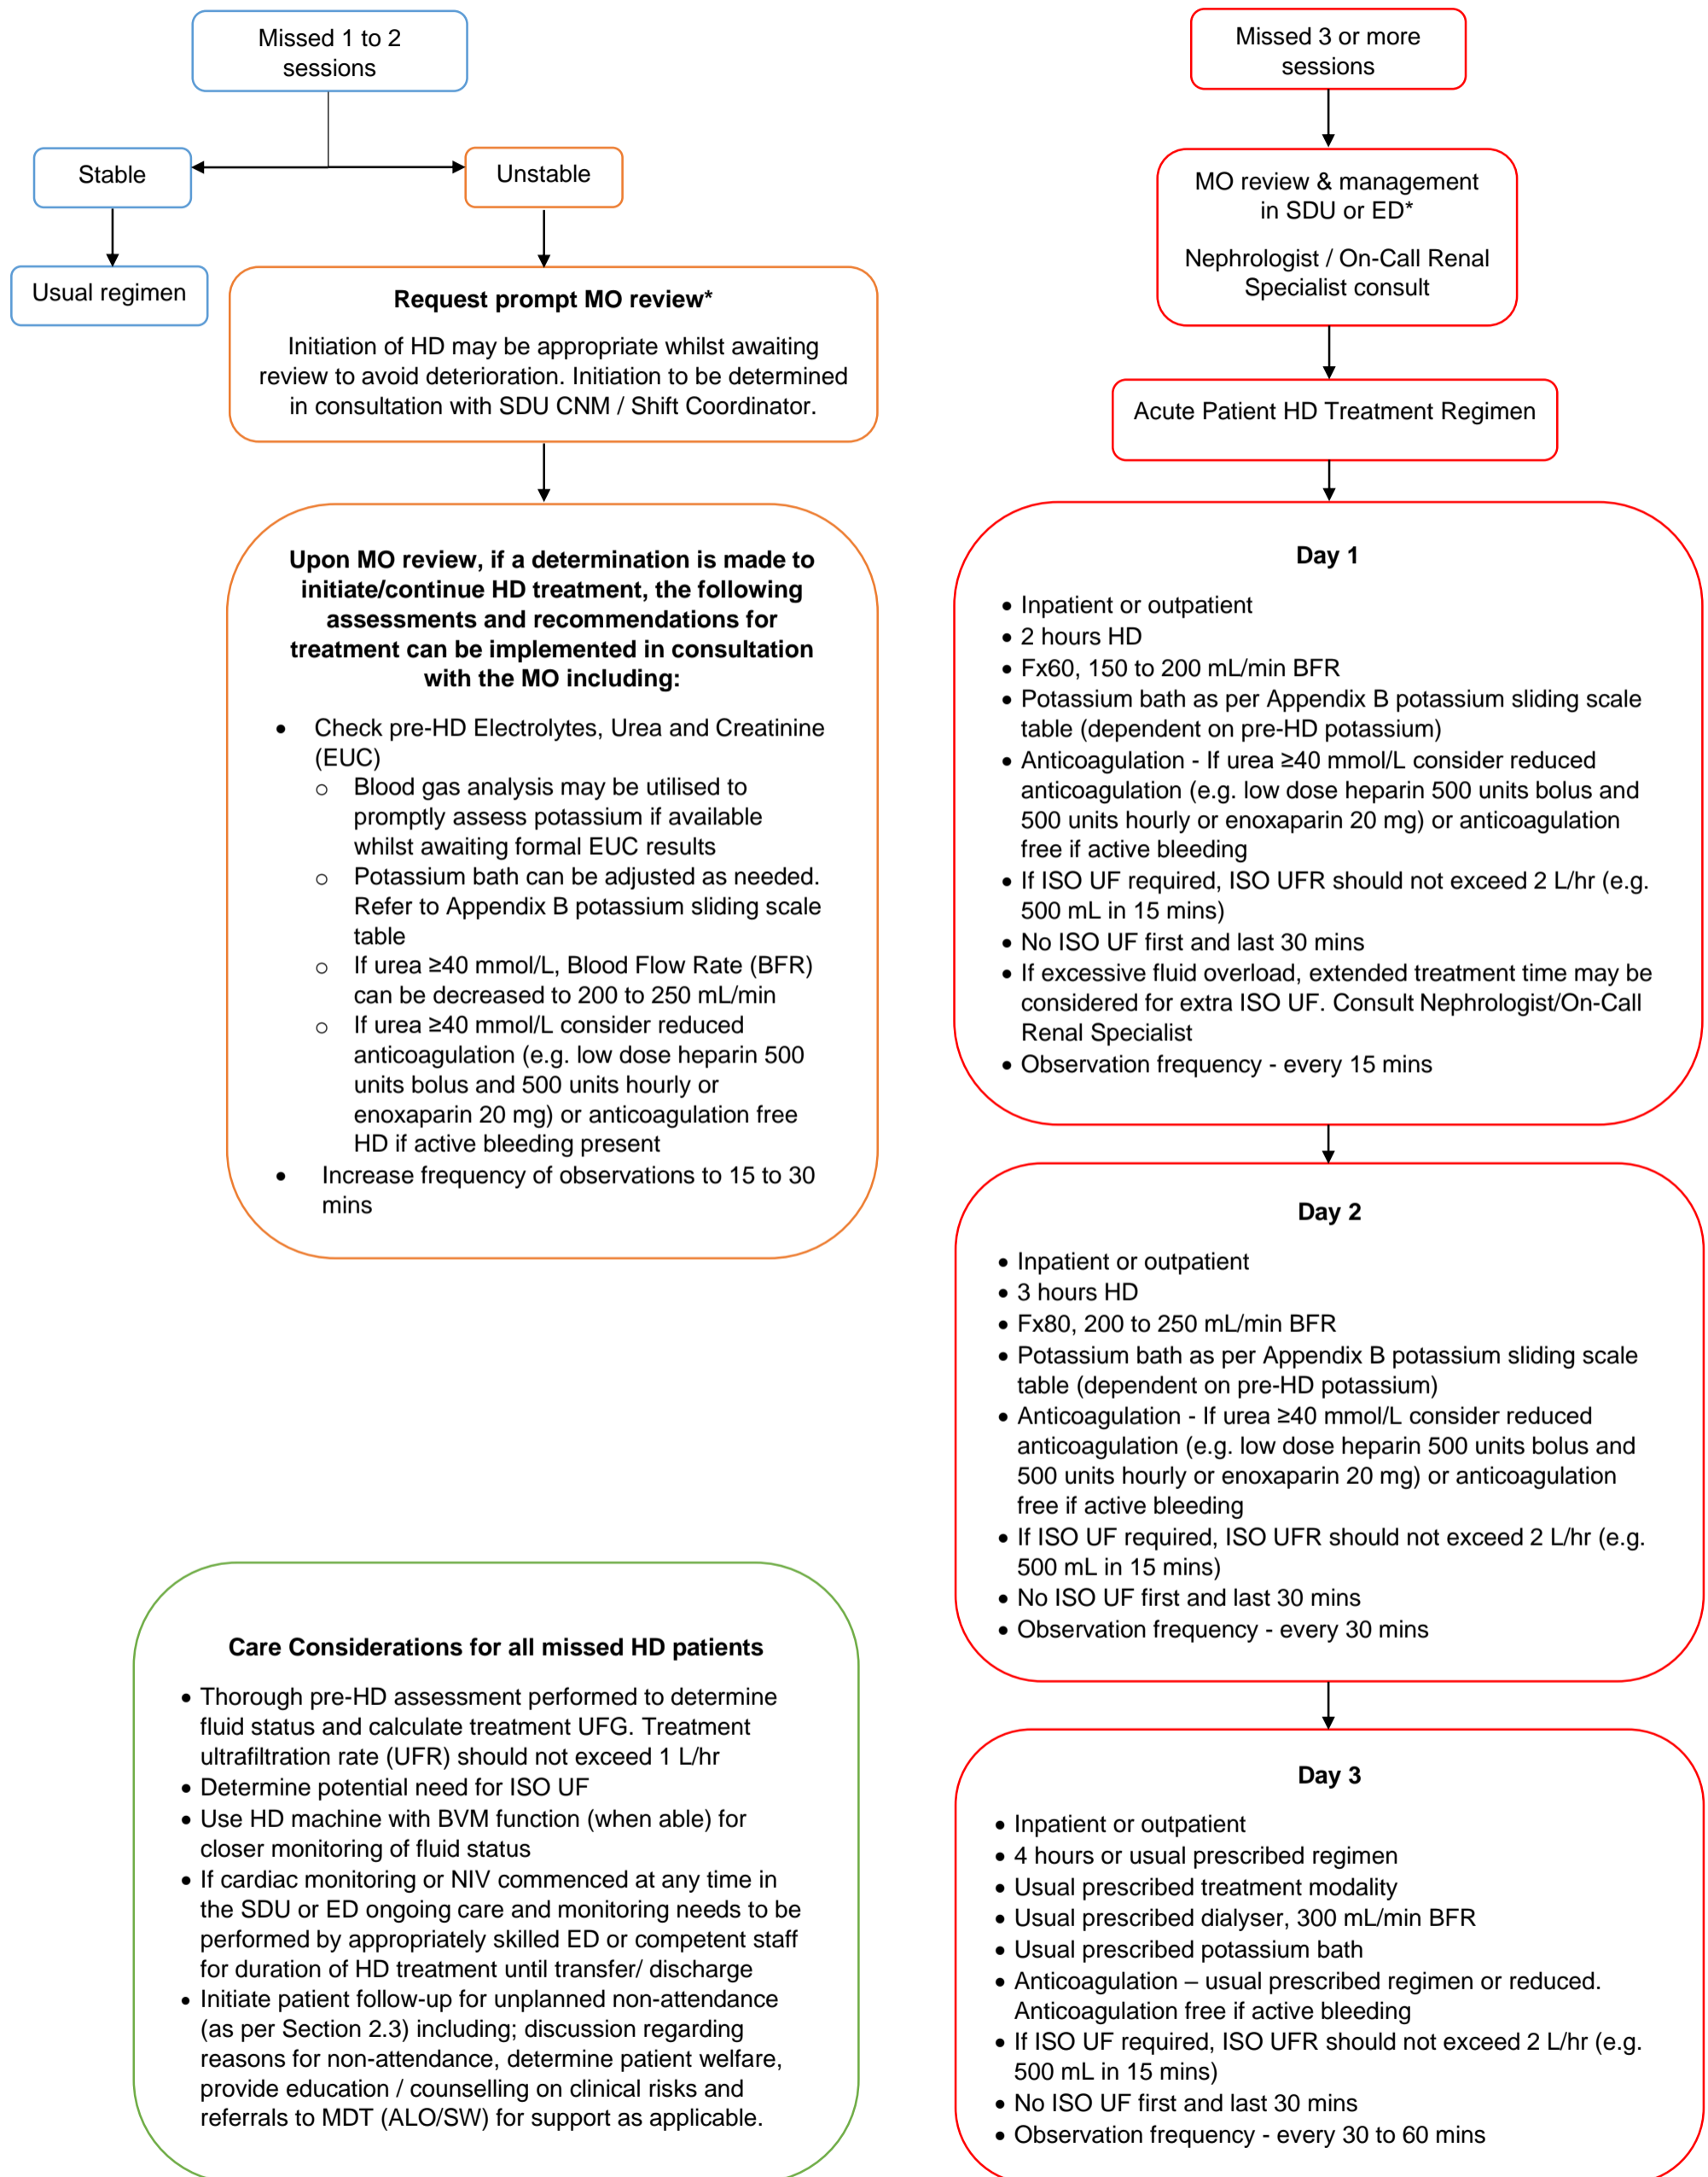 Missed 1 to 2
sessions
Stable
Unstable
Usual regimen
Request prompt MO review*
Initiation of HD may be appropriate whilst awaiting
review to avoid deterioration. Initiation to be determined
in consultation with SDU CNM / Shift Coordinator.
Upon MO review, if a determination is made to
initiate/continue HD treatment, the following
assessments and recommendations for
treatment can be implemented in consultation
with the MO including:
• Check pre-HD Electrolytes, Urea and Creatinine
(EUC)
o Blood gas analysis may be utilised to
promptly assess potassium if available
whilst awaiting formal EUC results
o Potassium bath can be adjusted as needed.
Refer to Appendix B potassium sliding scale
table
o If urea ≥40 mmol/L, Blood Flow Rate (BFR)
can be decreased to 200 to 250 mL/min
o If urea ≥40 mmol/L consider reduced
anticoagulation (e.g. low dose heparin 500
units bolus and 500 units hourly or
enoxaparin 20 mg) or anticoagulation free
HD if active bleeding present
• Increase frequency of observations to 15 to 30
mins
Care Considerations for all missed HD patients
• Thorough pre-HD assessment performed to determine
fluid status and calculate treatment UFG. Treatment
ultrafiltration rate (UFR) should not exceed 1 L/hr
• Determine potential need for ISO UF
• Use HD machine with BVM function (when able) for
closer monitoring of fluid status
• If cardiac monitoring or NIV commenced at any time in
the SDU or ED ongoing care and monitoring needs to be
performed by appropriately skilled ED or competent staff
for duration of HD treatment until transfer/ discharge
• Initiate patient follow-up for unplanned non-attendance
(as per Section 2.3) including; discussion regarding
reasons for non-attendance, determine patient welfare,
provide education / counselling on clinical risks and
referrals to MDT (ALO/SW) for support as applicable.
Missed 3 or more
sessions
MO review & management
in SDU or ED*
Nephrologist / On-Call Renal
Specialist consult
Acute Patient HD Treatment Regimen
Day 1
• Inpatient or outpatient
• 2 hours HD
• Fx60, 150 to 200 mL/min BFR
• Potassium bath as per Appendix B potassium sliding scale
table (dependent on pre-HD potassium)
• Anticoagulation - If urea ≥40 mmol/L consider reduced
anticoagulation (e.g. low dose heparin 500 units bolus and
500 units hourly or enoxaparin 20 mg) or anticoagulation
free if active bleeding
• If ISO UF required, ISO UFR should not exceed 2 L/hr (e.g.
500 mL in 15 mins)
• No ISO UF first and last 30 mins
• If excessive fluid overload, extended treatment time may be
considered for extra ISO UF. Consult Nephrologist/On-Call
Renal Specialist
• Observation frequency - every 15 mins
Day 2
• Inpatient or outpatient
• 3 hours HD
• Fx80, 200 to 250 mL/min BFR
• Potassium bath as per Appendix B potassium sliding scale
table (dependent on pre-HD potassium)
• Anticoagulation - If urea ≥40 mmol/L consider reduced
anticoagulation (e.g. low dose heparin 500 units bolus and
500 units hourly or enoxaparin 20 mg) or anticoagulation
free if active bleeding
• If ISO UF required, ISO UFR should not exceed 2 L/hr (e.g.
500 mL in 15 mins)
• No ISO UF first and last 30 mins
• Observation frequency - every 30 mins
Day 3
• Inpatient or outpatient
• 4 hours or usual prescribed regimen
• Usual prescribed treatment modality
• Usual prescribed dialyser, 300 mL/min BFR
• Usual prescribed potassium bath
• Anticoagulation – usual prescribed regimen or reduced.
Anticoagulation free if active bleeding
• If ISO UF required, ISO UFR should not exceed 2 L/hr (e.g.
500 mL in 15 mins)
• No ISO UF first and last 30 mins
• Observation frequency - every 30 to 60 mins